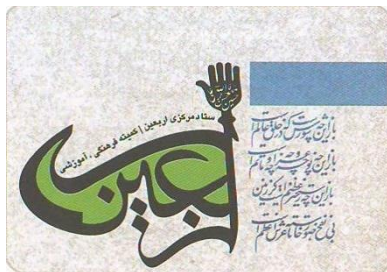 ستاد مرکزی اربعین | کمیته فرهنگی، آموزشی
اربعین
باز این چه شورش است که در خلق عالم است
باز این چه نوحه و چه عزا و چه ماتم است
باز این چه رستخیز عظیم است کز زمین
بی نفخ صور خاسته تا عرش اعظم است